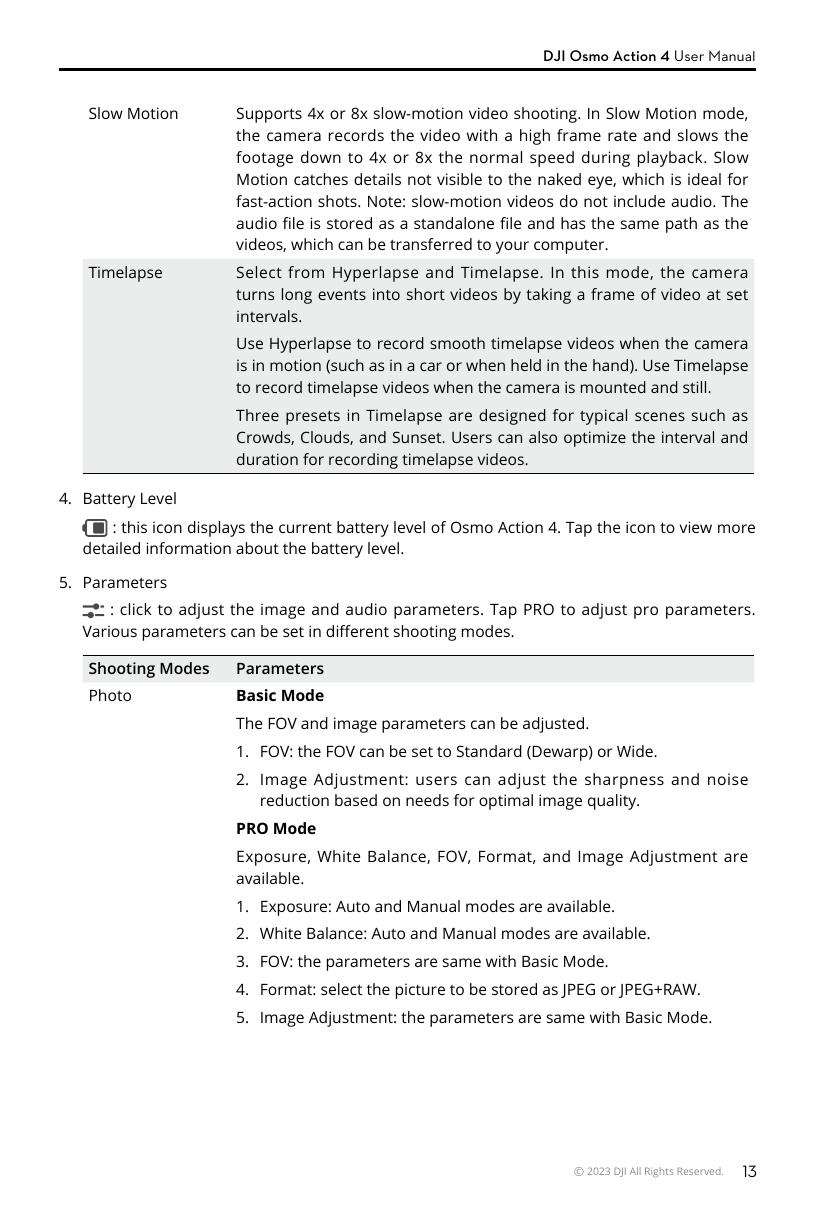 DJI Osmo Action 4 User Manual
Slow Motion
Supports 4x or 8x slow-motion video shooting. In Slow Motion mode,
the camera records the video with a high frame rate and slows the
footage down to 4x or 8x the normal speed during playback. Slow
Motion catches details not visible to the naked eye, which is ideal for
fast-action shots. Note: slow-motion videos do not include audio. The
audio file is stored as a standalone file and has the same path as the
videos, which can be transferred to your computer.
Timelapse
Select from Hyperlapse and Timelapse. In this mode, the camera
turns long events into short videos by taking a frame of video at set
intervals.
Use Hyperlapse to record smooth timelapse videos when the camera
is in motion (such as in a car or when held in the hand). Use Timelapse
to record timelapse videos when the camera is mounted and still.
Three presets in Timelapse are designed for typical scenes such as
Crowds, Clouds, and Sunset. Users can also optimize the interval and
duration for recording timelapse videos.
4. Battery Level
: this icon displays the current battery level of Osmo Action 4. Tap the icon to view more
detailed information about the battery level.
5. Parameters
: click to adjust the image and audio parameters. Tap PRO to adjust pro parameters.
Various parameters can be set in different shooting modes.
Shooting Modes Parameters
Photo
Basic Mode
The FOV and image parameters can be adjusted.
1. FOV: the FOV can be set to Standard (Dewarp) or Wide.
2. Image Adjustment: users can adjust the sharpness and noise
reduction based on needs for optimal image quality.
PRO Mode
Exposure, White Balance, FOV, Format, and Image Adjustment are
available.
1. Exposure: Auto and Manual modes are available.
2. White Balance: Auto and Manual modes are available.
3. FOV: the parameters are same with Basic Mode.
4. Format: select the picture to be stored as JPEG or JPEG+RAW.
5. Image Adjustment: the parameters are same with Basic Mode.
© 2023 DJI All Rights Reserved. 13